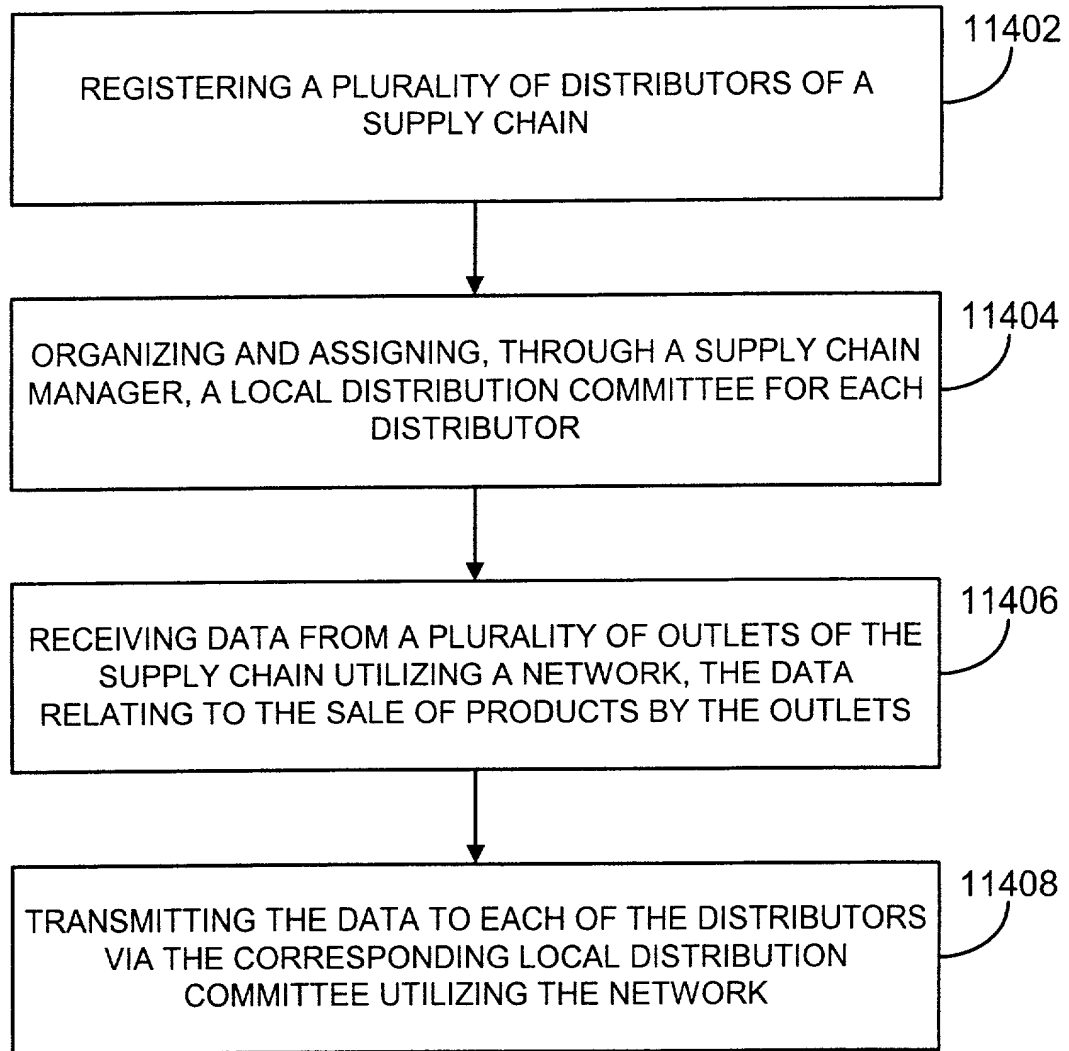 11402
REGISTERING A PLURALITY OF DISTRIBUTORS OF A
SUPPLY CHAIN
11404
ORGANIZING AND ASSIGNING, THROUGH A SUPPLY CHAIN
MANAGER, A LOCAL DISTRIBUTION COMMITTEE FOR EACH
DISTRIBUTOR
11406
RECEIVING DATA FROM A PLURALITY OF OUTLETS OF THE
SUPPLY CHAIN UTILIZING A NETWORK, THE DATA
RELATING TO THE SALE OF PRODUCTS BY THE OUTLETS
11408
TRANSMITTING THE DATA TO EACH OF THE DISTRIBUTORS
VIA THE CORRESPONDING LOCAL DISTRIBUTION
COMMITTEE UTILIZING THE NETWORK